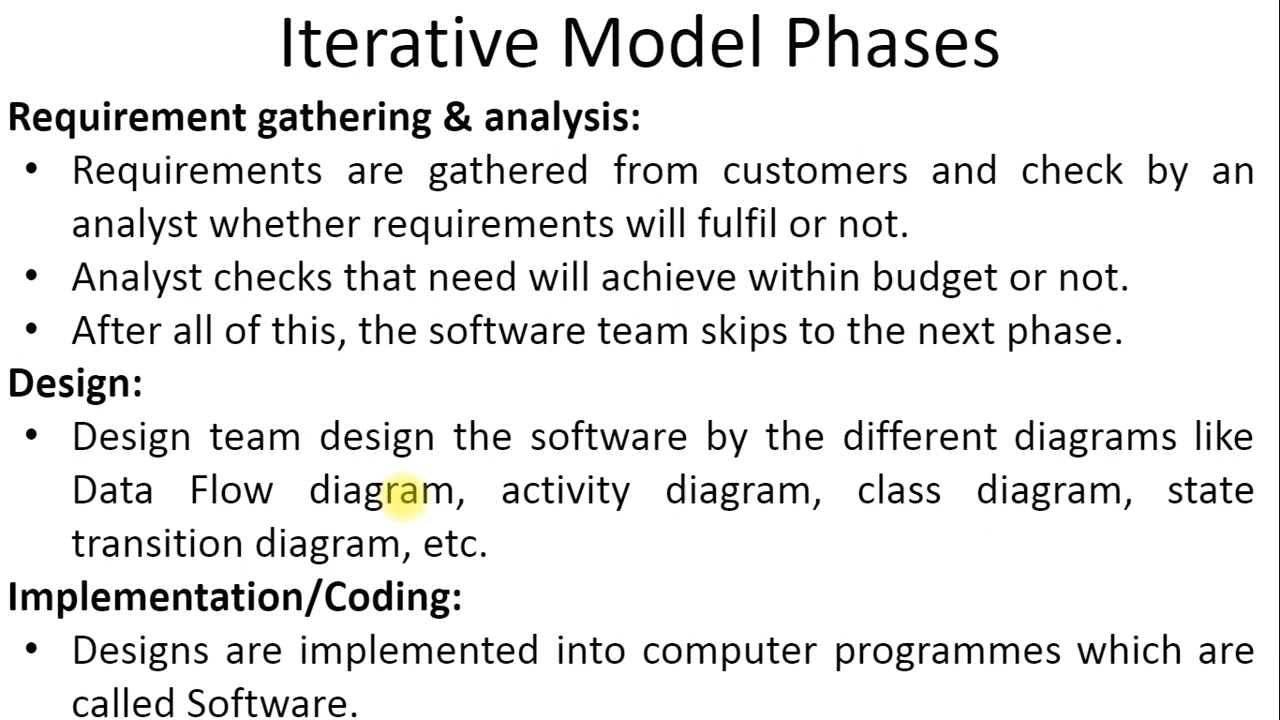 Iterative Model Phases
Requirement gathering & analysis:
• Requirements are gathered from customers and check by an
analyst whether requirements will fulfil or not.
• Analyst checks that need will achieve within budget or not.
• After all of this, the software team skips to the next phase.
Design:
• Design team design the software by the different diagrams like
Data Flow diagram, activity diagram, class diagram, state
transition diagram, etc.
Implementation/Coding:
• Designs are implemented into computer programmes which are
called Software.